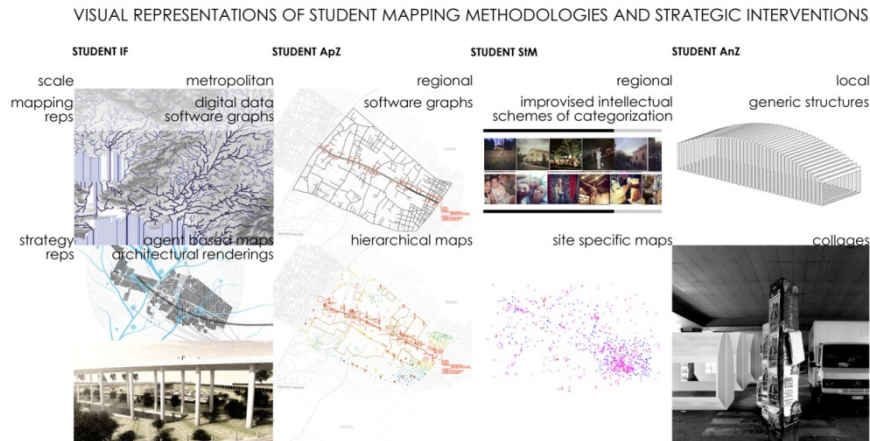 VISUAL REPRESENTATIONS OF STUDENT MAPPING METHODOLOGIES AND STRATEGIC INTERVENTIONS
STUDENT IF
STUDENT ApZ
STUDENT StM
STUDENT AnZ
scale
metropolitan
regional
regional
local
mapping
reps
digital data
software graphs
software graphs
improvised intellectual
schemes of categorization
generic structures
strategy
reps
agent based maps
architectural renderings
hierarchical maps
site specific maps
collages